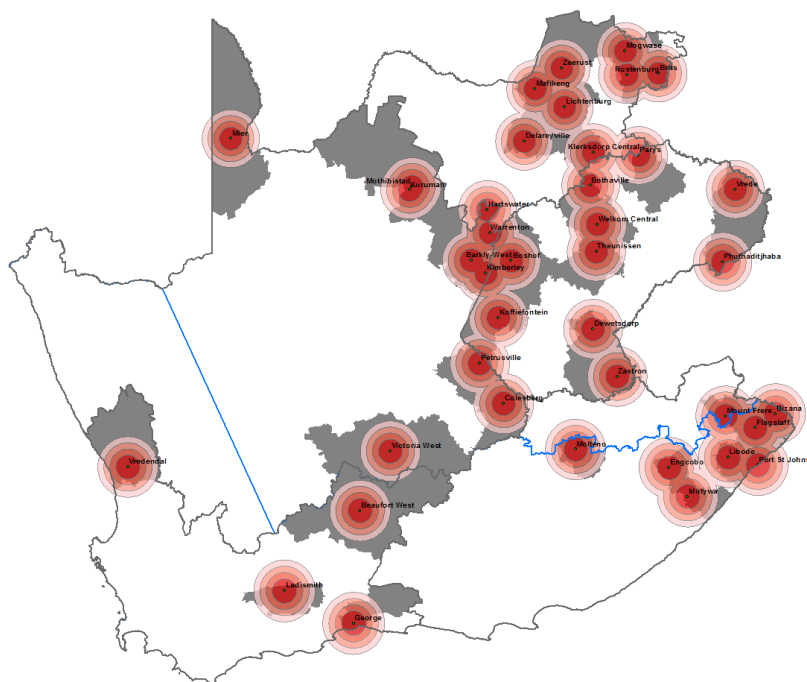 Mogwase
Zeerust
Rustenburg
Brits
Mafikeng
Lichtenburg
Mier
Delareyville
Klerksdorp Central
Parys
Mothibistad
Kuruman
Bothaville
Vrede
Hartswater
Welkom Central
Warrenton
Theunissen
Barkly-West
Boshof
Phuthaditjhaba
Kimberley
Koffiefontein
Dewetsdorp
Petrusville
Zastron
Colesberg
Mount Frere
Bizana
Flagstaff
Victoria West
Molteno
Libode
Port St Johns
Vredendal
Engcobo
Idutywa
Beaufort West
Ladismith
George